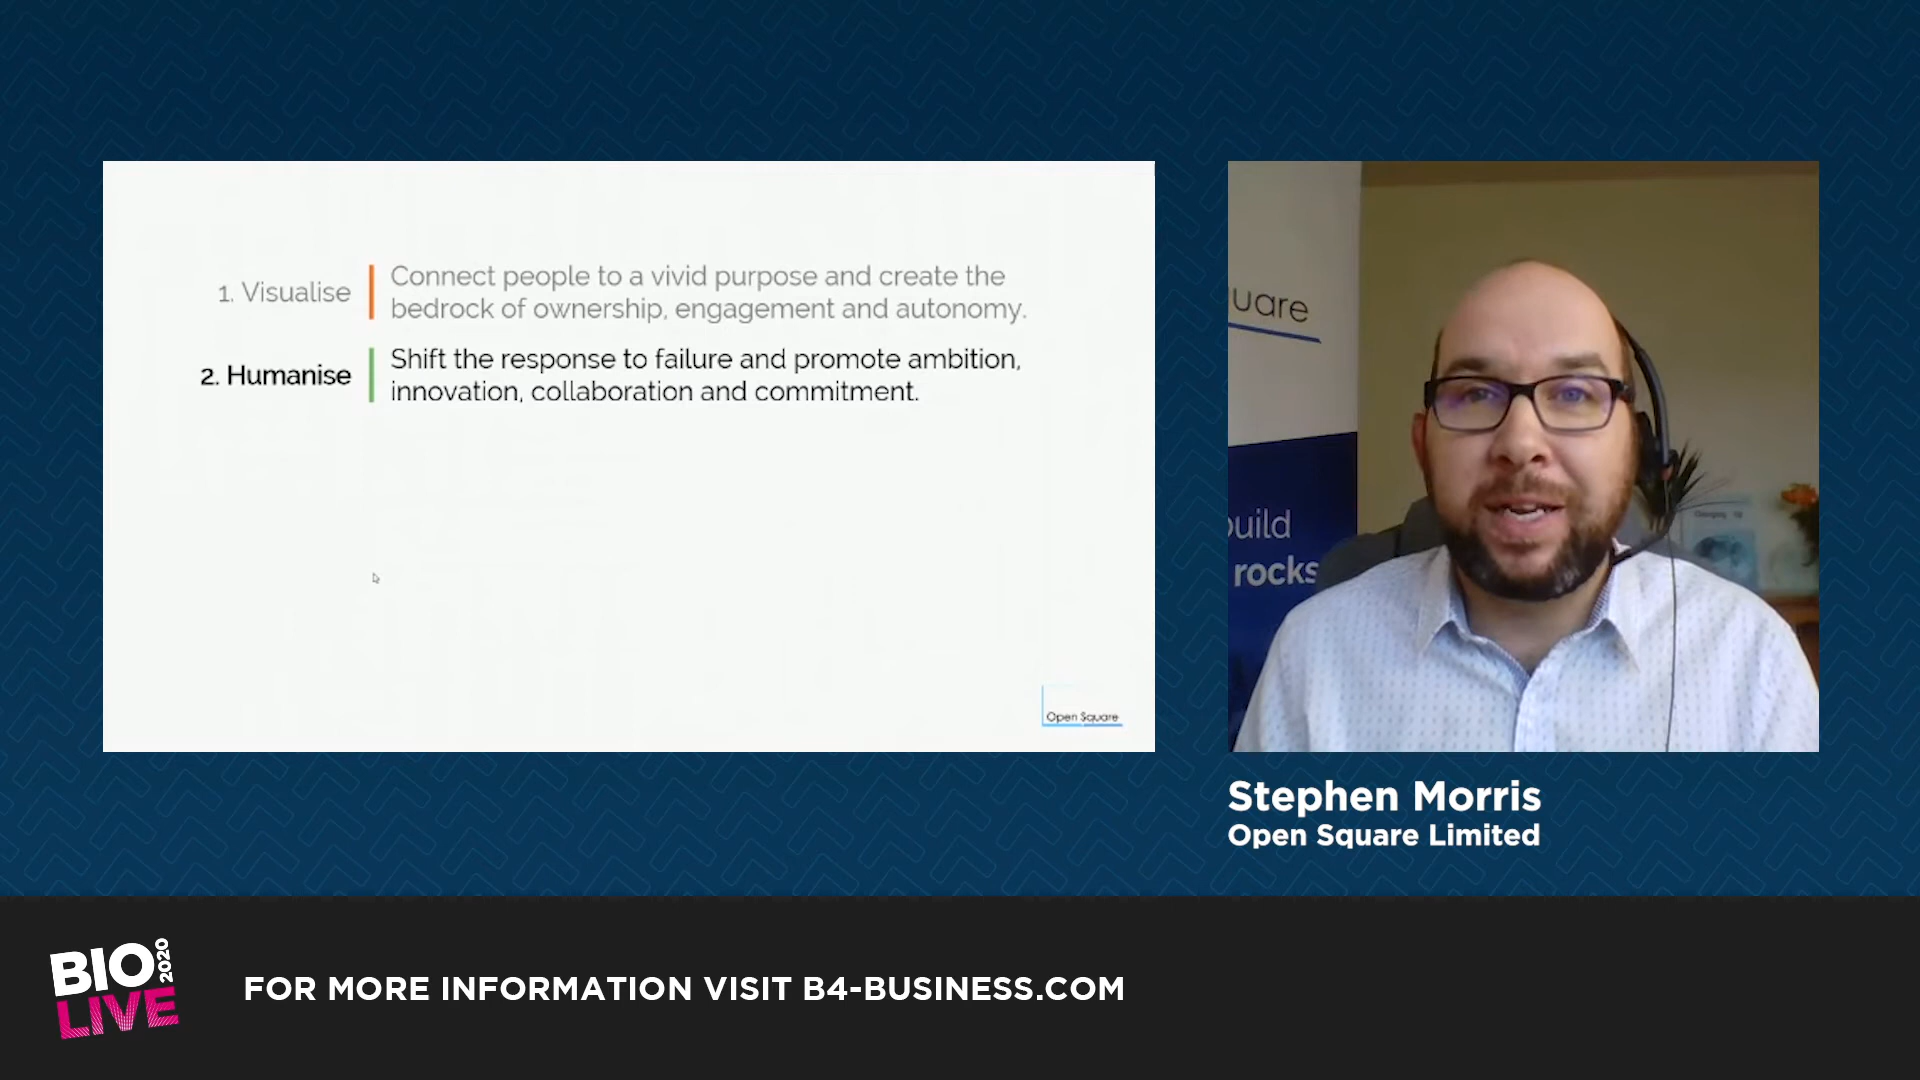 1. Visualise
Connect people to a vivid purpose and create the
bedrock of ownership, engagement and autonomy.
2. Humanise
Shift the response to failure and promote ambition,
innovation, collaboration and commitment.
Open Square
uare
build
rocks
Stephen Morris
Open Square Limited
BIO 2020
LIVE
FOR MORE INFORMATION VISIT B4-BUSINESS.COM